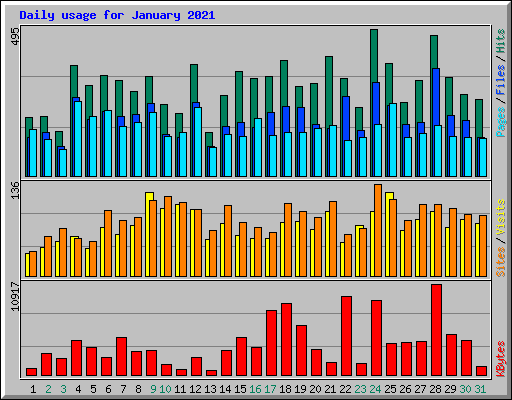 Daily usage for January 2021
495
Pages / Files / Hits
136
Sites / Visits
10917
KBytes
1 2 3 4 5 6 7 8 9 10 11 12 13 14 15 16 17 18 19 20 21 22 23 24 25 26 27 28 29 30 31